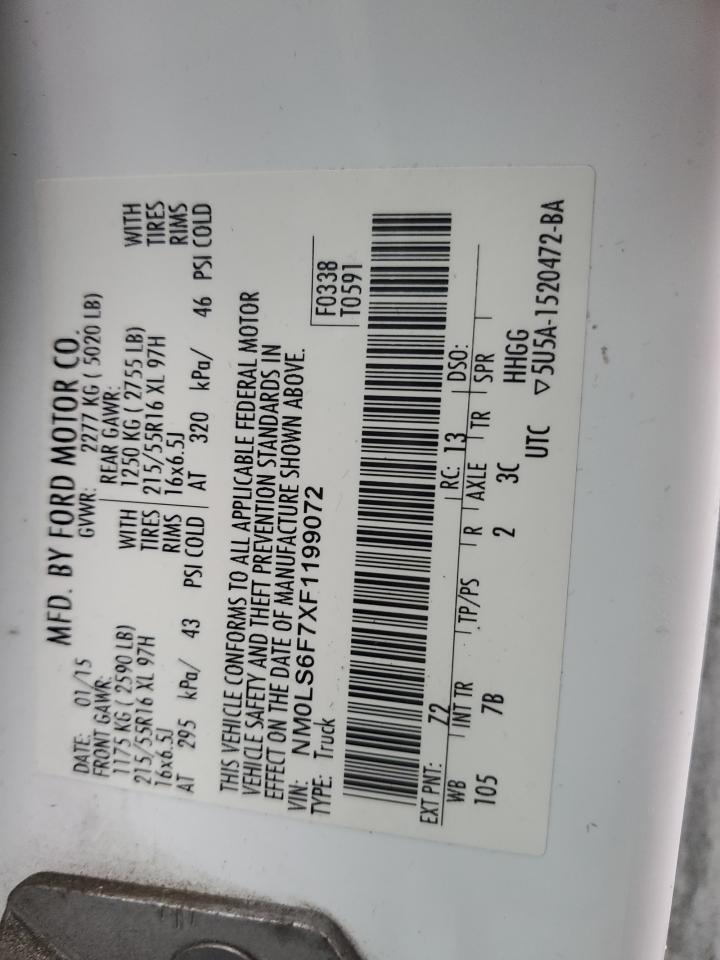 MFD. BY FORD MOTOR CO.
DATE: 01/15 GVWR: 2277 KG ( 5020 LB)
FRONT GAWR: REAR GAWR:
1175 KG ( 2590 LB) WITH 1250 KG ( 2755 LB) WITH
215/55R16 XL 97H TIRES 215/55R16 XL 97H TIRES
16x6.5J RIMS 16x6.5J RIMS
AT 295 kPa/ 43 PSI COLD AT 320 kPa/ 46 PSI COLD
THIS VEHICLE CONFORMS TO ALL APPLICABLE FEDERAL MOTOR
VEHICLE SAFETY AND THEFT PREVENTION STANDARDS IN
EFFECT ON THE DATE OF MANUFACTURE SHOWN ABOVE.
VIN: NM0LS6F7XF1199072 F0338
TYPE: Truck T0591
EXT PNT: 72 RC: 13 DSO:
WB INT TR TP/PS R AXLE TR SPR
105 7B 2 3C HHGG
UTC ▽5U5A-1520472-BA